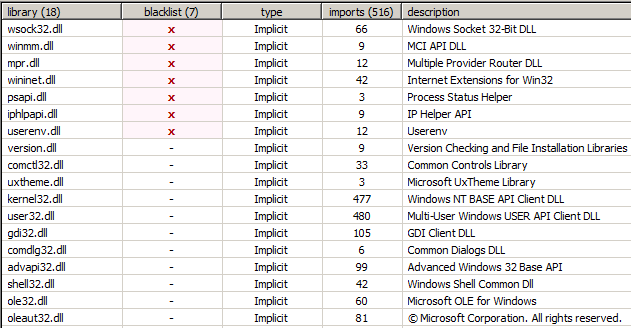 library (18) blacklist (7) type imports (516) description
wsock32.dll x Implicit 66 Windows Socket 32-Bit DLL
winmm.dll x Implicit 9 MCI API DLL
mpr.dll x Implicit 12 Multiple Provider Router DLL
wininet.dll x Implicit 42 Internet Extensions for Win32
psapi.dll x Implicit 3 Process Status Helper
iphlpapi.dll x Implicit 9 IP Helper API
userenv.dll x Implicit 12 Userenv
version.dll - Implicit 9 Version Checking and File Installation Libraries
comctl32.dll - Implicit 33 Common Controls Library
uxtheme.dll - Implicit 3 Microsoft UxTheme Library
kernel32.dll - Implicit 477 Windows NT BASE API Client DLL
user32.dll - Implicit 480 Multi-User Windows USER API Client DLL
gdi32.dll - Implicit 105 GDI Client DLL
comdlg32.dll - Implicit 6 Common Dialogs DLL
advapi32.dll - Implicit 99 Advanced Windows 32 Base API
shell32.dll - Implicit 42 Windows Shell Common Dll
ole32.dll - Implicit 60 Microsoft OLE for Windows
oleaut32.dll - Implicit 81 © Microsoft Corporation. All rights reserved.